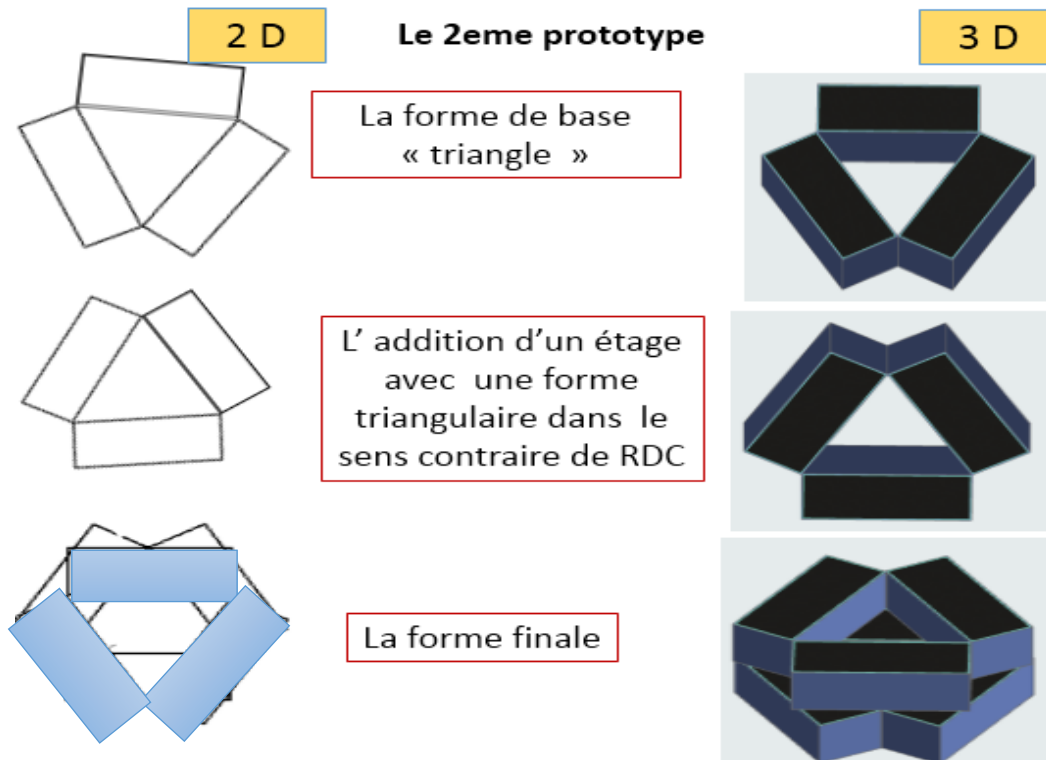 2 D
Le 2eme prototype
3 D
La forme de base
« triangle »
L’ addition d’un étage
avec une forme
triangulaire dans le
sens contraire de RDC
La forme finale